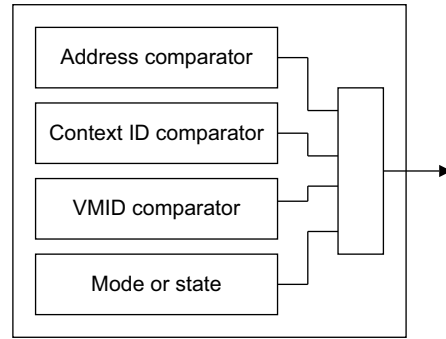 Address comparator
Context ID comparator
VMID comparator
Mode or state